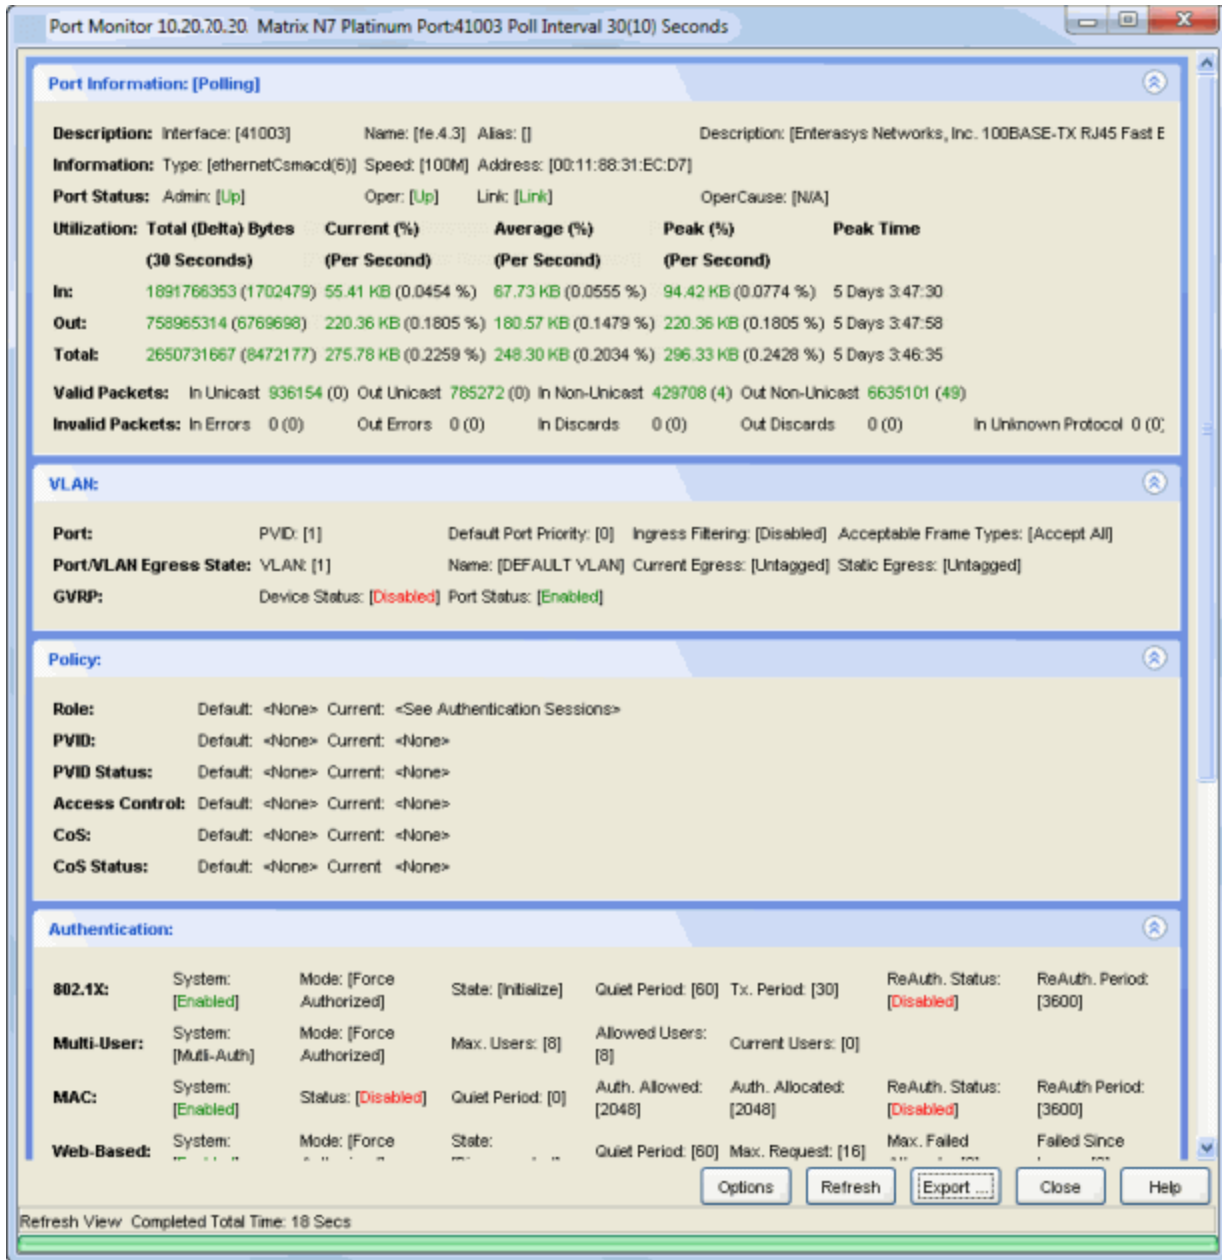 Port Monitor 10.20.20.20 Matrix N7 Platinum Port:41003 Poll Interval 30(10) Seconds
Port Information: [Polling]
Description: Interface: [41003] Name: [fe.4.3] Alias: [] Description: [Enterasys Networks, Inc. 100BASE-TX RJ45 Fast E
Information: Type: [ethernetCsmacd(6)] Speed: [100M] Address: [00:11:88:31:EC:D7]
Port Status: Admin: [Up] Oper: [Up] Link: [Link] OperCause: [N/A]
Utilization: Total (Delta) Bytes Current (%) Average (%) Peak (%) Peak Time
(30 Seconds) (Per Second) (Per Second) (Per Second)
In: 1891766353 (1702479) 55.41 KB (0.0454 %) 67.73 KB (0.0555 %) 94.42 KB (0.0774 %) 5 Days 3:47:30
Out: 758965314 (6769698) 220.36 KB (0.1805 %) 180.57 KB (0.1479 %) 220.36 KB (0.1805 %) 5 Days 3:47:58
Total: 2650731667 (8472177) 275.78 KB (0.2259 %) 248.30 KB (0.2034 %) 296.33 KB (0.2428 %) 5 Days 3:46:35
Valid Packets: In Unicast 936154 (0) Out Unicast 785272 (0) In Non-Unicast 429708 (4) Out Non-Unicast 6635101 (49)
Invalid Packets: In Errors 0 (0) Out Errors 0 (0) In Discards 0 (0) Out Discards 0 (0) In Unknown Protocol 0 (0)
VLAN:
Port: PVID: [1] Default Port Priority: [0] Ingress Filtering: [Disabled] Acceptable Frame Types: [Accept All]
Port/VLAN Egress State: VLAN: [1] Name: [DEFAULT VLAN] Current Egress: [Untagged] Static Egress: [Untagged]
GVRP: Device Status: [Disabled] Port Status: [Enabled]
Policy:
Role: Default: <None> Current: <See Authentication Sessions>
PVID: Default: <None> Current: <None>
PVID Status: Default: <None> Current: <None>
Access Control: Default: <None> Current: <None>
CoS: Default: <None> Current: <None>
CoS Status: Default: <None> Current <None>
Authentication:
802.1X: System: [Enabled] Mode: [Force Authorized] State: [Initialize] Quiet Period: [60] Tx. Period: [30] ReAuth. Status: [Disabled] ReAuth. Period: [3600]
Multi-User: System: [Mutli-Auth] Mode: [Force Authorized] Max. Users: [8] Allowed Users: [8] Current Users: [0]
MAC: System: [Enabled] Status: [Disabled] Quiet Period: [0] Auth. Allowed: [2048] Auth. Allocated: [2048] ReAuth. Status: [Disabled] ReAuth Period: [3600]
Web-Based: System: Mode: [Force State: Quiet Period: [60] Max. Request: [16] Max. Failed Failed Since
Options Refresh Export ... Close Help
Refresh View Completed Total Time: 18 Secs